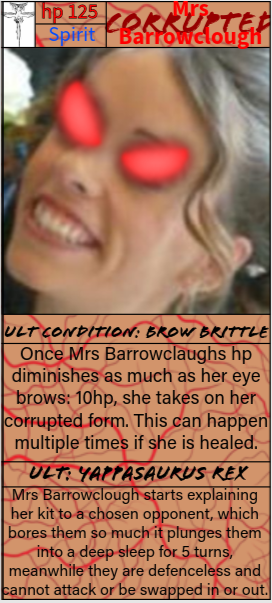 hp 125
Spirit
Mrs
CORRUPTED
Barrowclough
ULT CONDITION: BROW BRITTLE
Once Mrs Barrowclaughs hp
diminishes as much as her eye
brows: 10hp, she takes on her
corrupted form. This can happen
multiple times if she is healed.
ULT: YAPPASAURUS REX
Mrs Barrowclough starts explaining
her kit to a chosen opponent, which
bores them so much it plunges them
into a deep sleep for 5 turns,
meanwhile they are defenceless and
cannot attack or be swapped in or out.